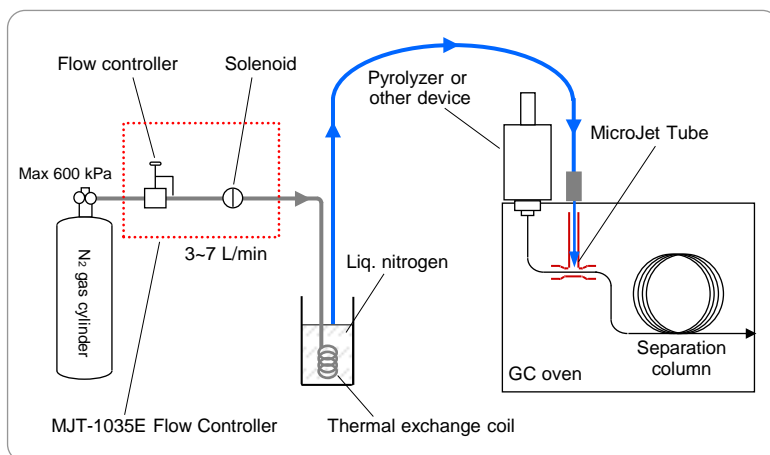 Flow controller
Solenoid
Pyrolyzer or
other device
MicroJet Tube
Max 600 kPa
N2 gas cylinder
3~7 L/min
Liq. nitrogen
Separation
column
GC oven
MJT-1035E Flow Controller
Thermal exchange coil